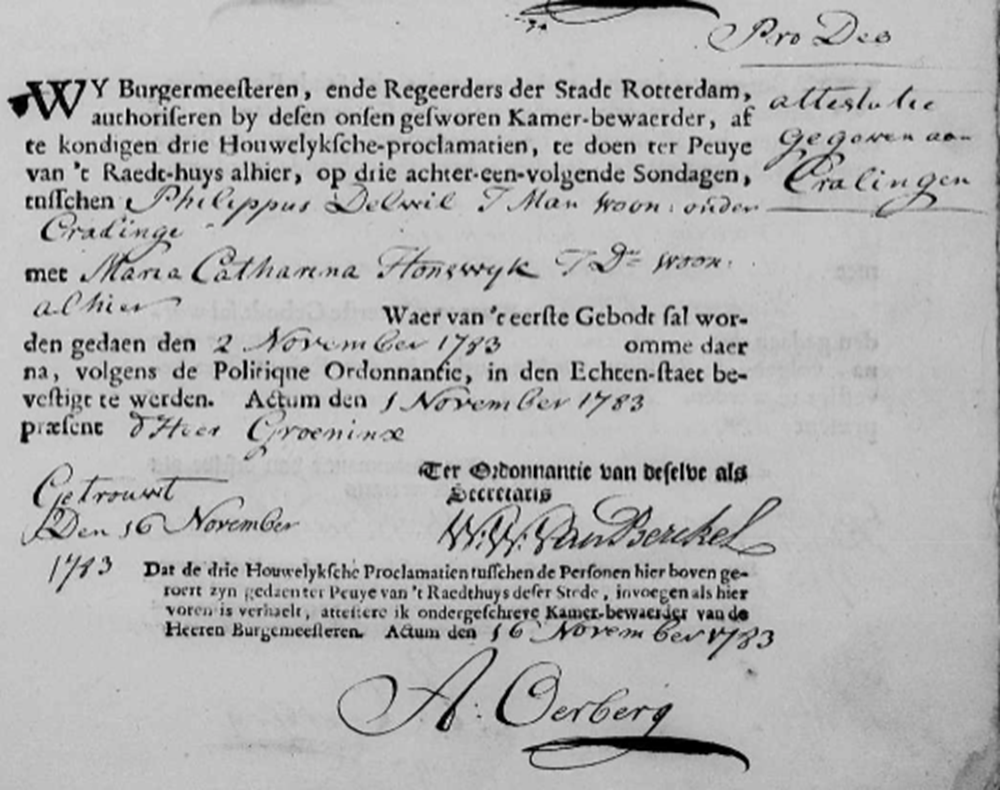 Pro Deo
WY Burgermeesteren, ende Regeerders der Stadt Rotterdam,
authoriseren by desen onsen gesworen Kamer-bewaerder, af
te kondigen drie Houwelyksche-proclamatien, te doen ter Peuye
van 't Raedt-huys alhier, op drie achter-een-volgende Sondagen,
tusschen Philippus Delwil J Man woon: onder
Cralinge
met Maria Catharina Honswyk J Dr woon:
alhier
Waer van 't eerste Gebodt sal wor-
den gedaen den 2 November 1783 omme daer
na, volgens de Politique Ordonnantie, in den Echten-staet be-
vestigt te werden. Actum den 1 November 1783
præsent d'Heer Groeninx
attestatie
gegeven aan
Cralingen
Ter Ordonnantie van deselve als
Secretaris
Van Berckel
Getrouwt
Den 16 November
1783
Dat de drie Houwelyksche Proclamatien tusschen de Personen hier boven ge-
roert zyn gedaen ter Peuye van 't Raedthuys deser Stede, invoegen als hier
voren is verhaelt, attestere ik ondergeschreve Kamer-bewaerder van de
Heeren Burgemeesteren. Actum den 16 November 1783
A. Oerberg